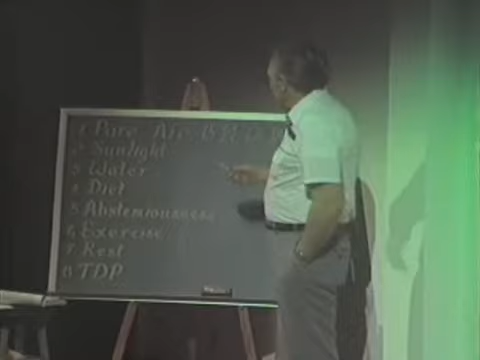 1 Pure Air
2 Sunlight
3 Water
4 Diet
5 Abstemiousness
6 Exercise
7 Rest
8 TDP